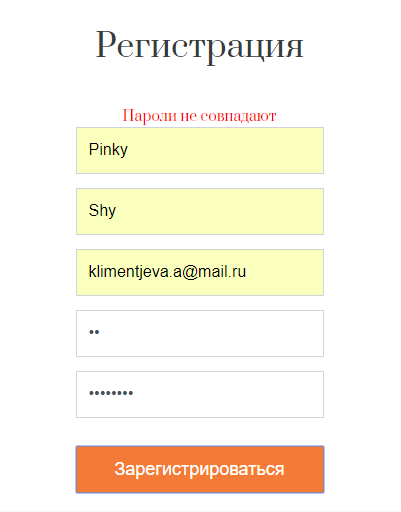 Регистрация
Пароли не совпадают
Pinky
Shy
klimentjeva.a@mail.ru
••
••••••••
Зарегистрироваться